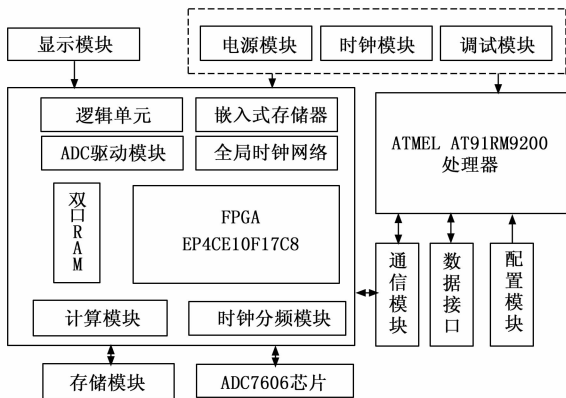 显示模块
电源模块
时钟模块
调试模块
逻辑单元
嵌入式存储器
ADC驱动模块
全局时钟网络
双口RAM
FPGA
EP4CE10F17C8
计算模块
时钟分频模块
ATMEL AT91RM9200
处理器
通信模块
数据接口
配置模块
存储模块
ADC7606芯片